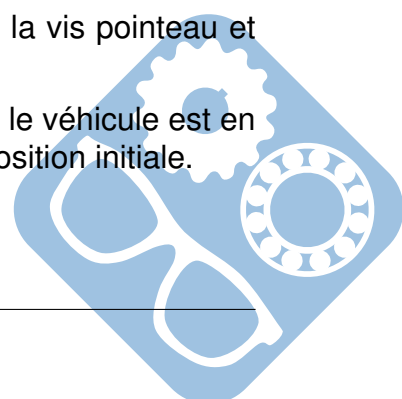 la vis pointeau et
le véhicule est en
osition initiale.